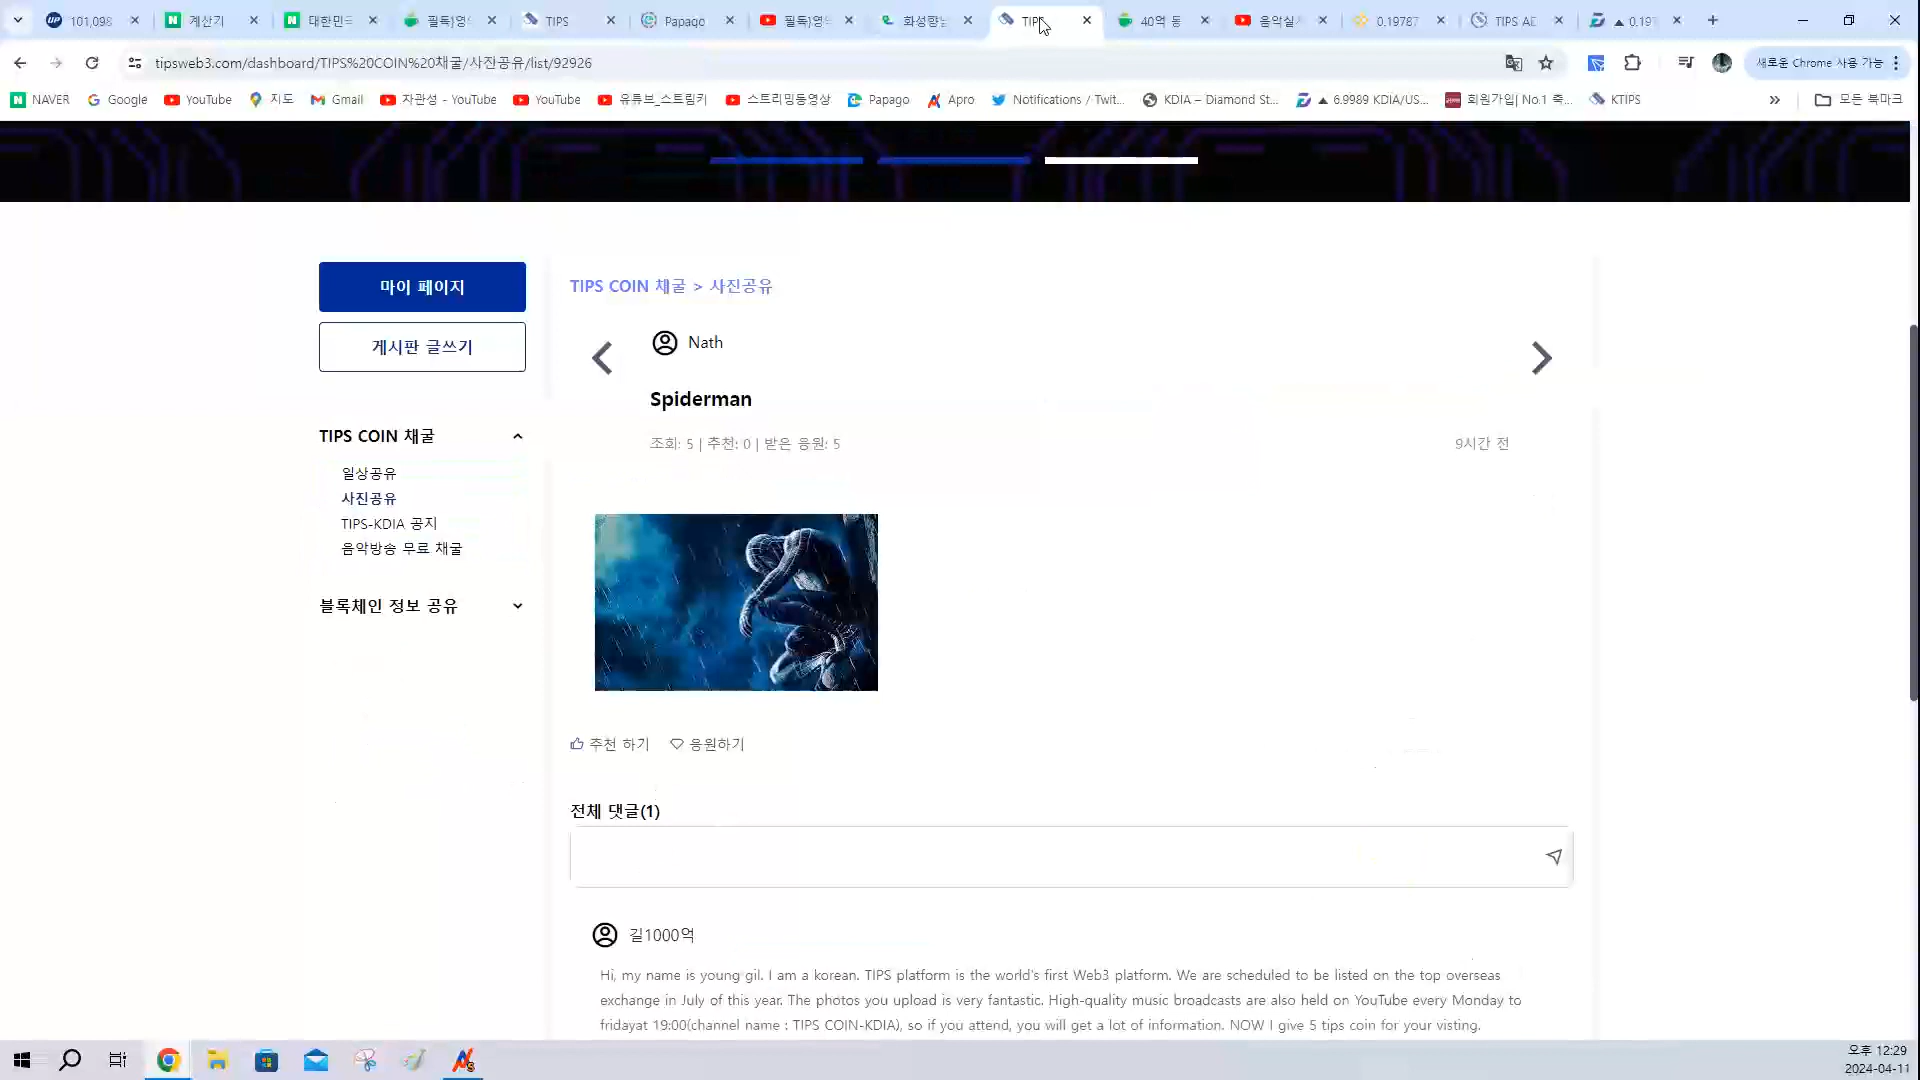 101,098 계산기 대한민국 필독)영 TIPS Papago 필독)영 화성향남 TIPS 40억 동 음악실 0.19787 TIPS AD ▲ 0.197
tipsweb3.com/dashboard/TIPS%20COIN%20채굴/사진공유/list/92926 새로운 Chrome 사용 가능
NAVER Google YouTube 지도 Gmail 자관성 - YouTube YouTube 유튜브_스트림키 스트리밍동영상 Papago Apro Notifications / Twit... KDIA – Diamond St... ▲ 6.9989 KDIA/US... 회원가입| No.1 축... KTIPS » 모든 북마크
마이 페이지
게시판 글쓰기
TIPS COIN 채굴
일상공유
사진공유
TIPS-KDIA 공지
음악방송 무료 채굴
블록체인 정보 공유
TIPS COIN 채굴 > 사진공유
Nath
Spiderman
조회: 5 | 추천: 0 | 받은 응원: 5 9시간 전
추천 하기 응원하기
전체 댓글(1)
길1000억
Hi, my name is young gil. I am a korean. TIPS platform is the world's first Web3 platform. We are scheduled to be listed on the top overseas
exchange in July of this year. The photos you upload is very fantastic. High-quality music broadcasts are also held on YouTube every Monday to
fridayat 19:00(channel name : TIPS COIN-KDIA), so if you attend, you will get a lot of information. NOW I give 5 tips coin for your visting.
오후 12:29
2024-04-11